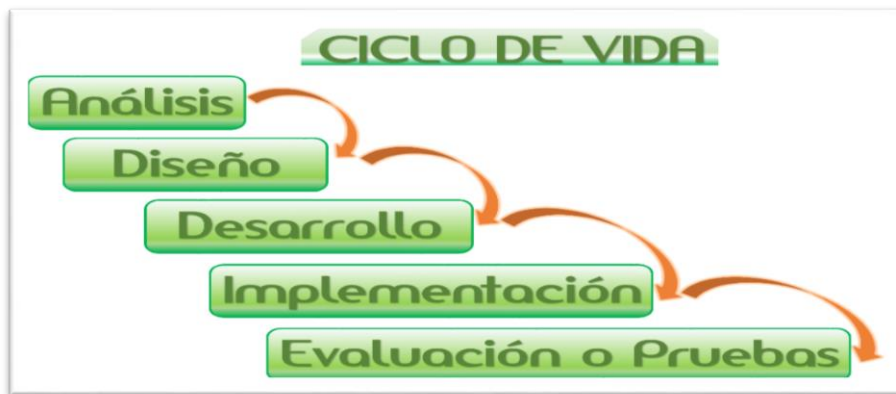 CICLO DE VIDA
Análisis
Diseño
Desarrollo
Implementación
Evaluación o Pruebas